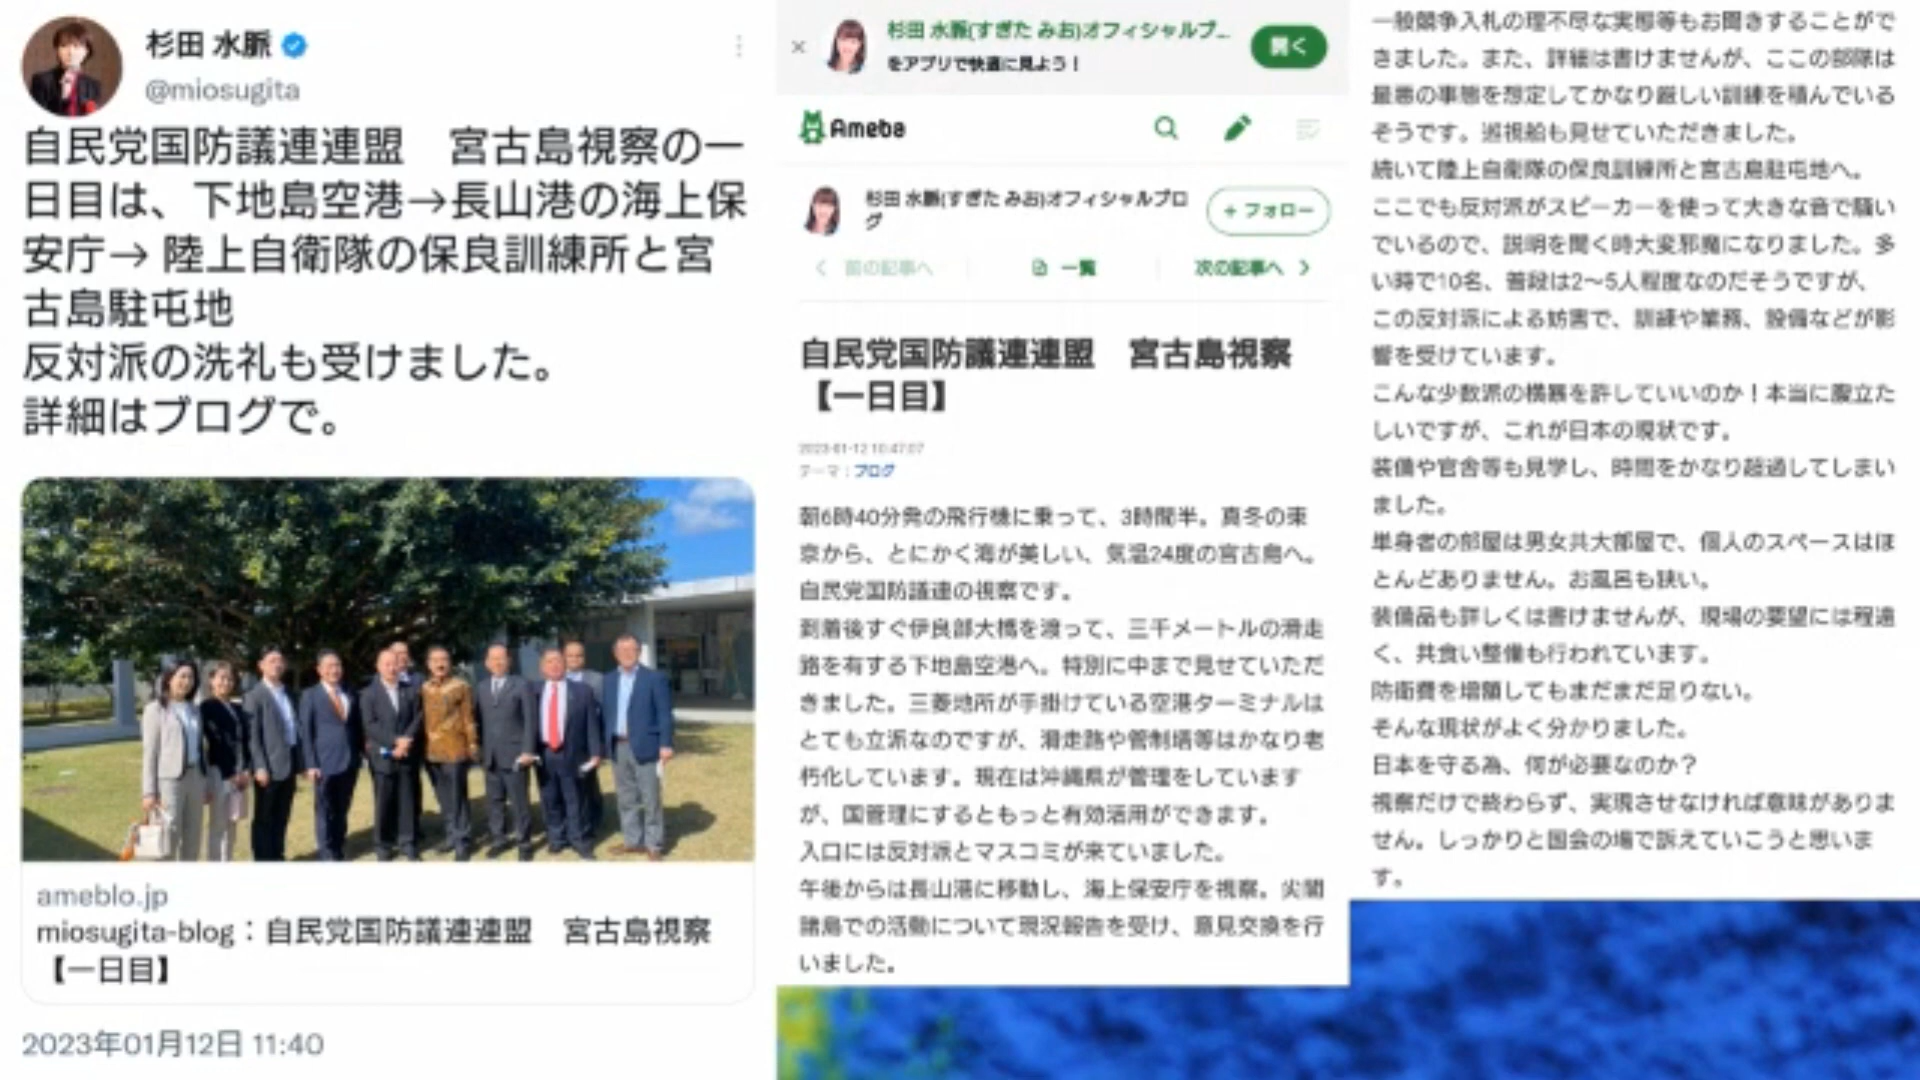 杉田 水脈
@miosugita
自民党国防議連連盟　宮古島視察の一
日目は、下地島空港→長山港の海上保
安庁→ 陸上自衛隊の保良訓練所と宮
古島駐屯地
反対派の洗礼も受けました。
詳細はブログで。
ameblo.jp
miosugita-blog：自民党国防議連連盟　宮古島視察
【一日目】
2023年01月12日 11:40
× 杉田 水脈(すぎた みお)オフィシャルブ...
をアプリで快適に見よう！
開く
Ameba
杉田 水脈(すぎた みお)オフィシャルブロ
グ
+ フォロー
前の記事へ
一覧
次の記事へ
自民党国防議連連盟　宮古島視察
【一日目】
2023-01-12 10:47:07
テーマ：ブログ
朝6時40分発の飛行機に乗って、3時間半。真冬の東
京から、とにかく海が美しい、気温24度の宮古島へ。
自民党国防議連の視察です。
到着後すぐ伊良部大橋を渡って、三千メートルの滑走
路を有する下地島空港へ。特別に中まで見せていただ
きました。三菱地所が手掛けている空港ターミナルは
とても立派なのですが、滑走路や管制塔等はかなり老
朽化しています。現在は沖縄県が管理をしています
が、国管理にするともっと有効活用ができます。
入口には反対派とマスコミが来ていました。
午後からは長山港に移動し、海上保安庁を視察。尖閣
諸島での活動について現況報告を受け、意見交換を行
いました。
一般競争入札の理不尽な実態等もお聞きすることがで
きました。また、詳細は書けませんが、ここの部隊は
最悪の事態を想定してかなり厳しい訓練を積んでいる
そうです。巡視船も見せていただきました。
続いて陸上自衛隊の保良訓練所と宮古島駐屯地へ。
ここでも反対派がスピーカーを使って大きな音で騒い
でいるので、説明を聞く時大変邪魔になりました。多
い時で10名、普段は2〜5人程度なのだそうですが、
この反対派による妨害で、訓練や業務、設備などが影
響を受けています。
こんな少数派の横暴を許していいのか！本当に腹立た
しいですが、これが日本の現状です。
装備や官舎等も見学し、時間をかなり超過してしまい
ました。
単身者の部屋は男女共大部屋で、個人のスペースはほ
とんどありません。お風呂も狭い。
装備品も詳しくは書けませんが、現場の要望には程遠
く、共食い整備も行われています。
防衛費を増額してもまだまだ足りない。
そんな現状がよく分かりました。
日本を守る為、何が必要なのか？
視察だけで終わらず、実現させなければ意味がありま
せん。しっかりと国会の場で訴えていこうと思いま
す。